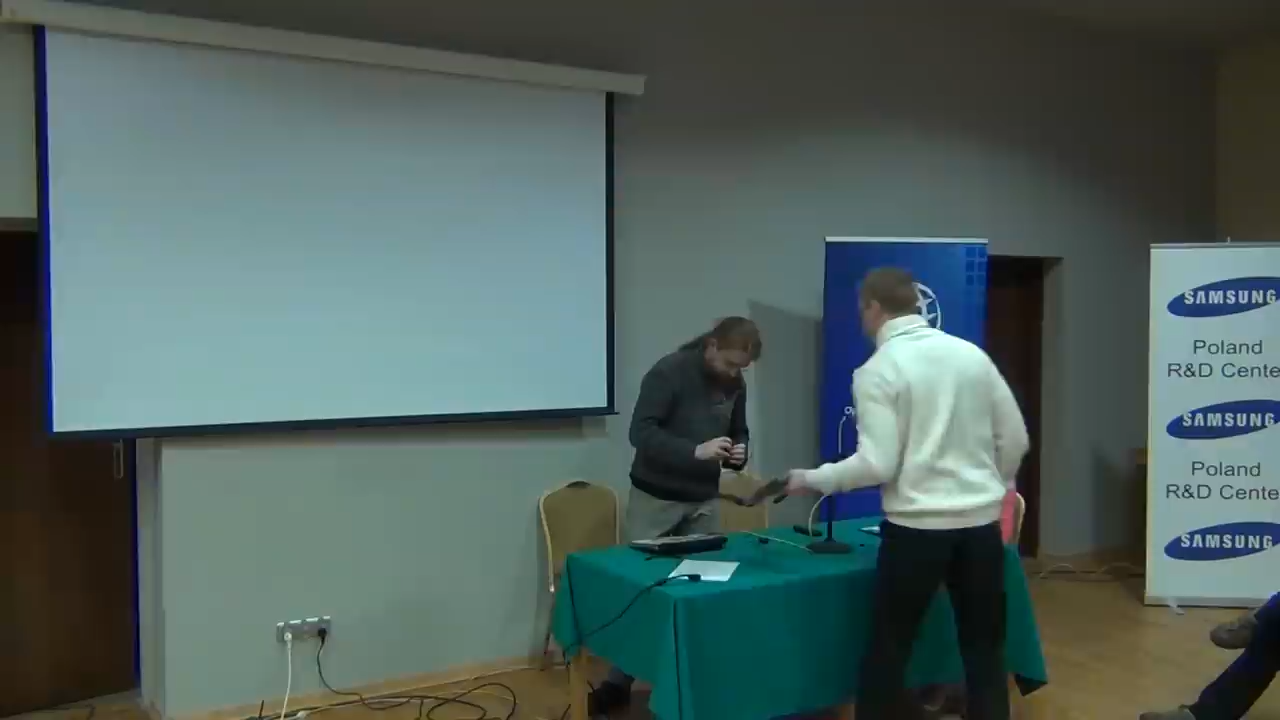 SAMSUNG
Poland
R&D Cente
SAMSUNG
Poland
R&D Cente
SAMSUNG